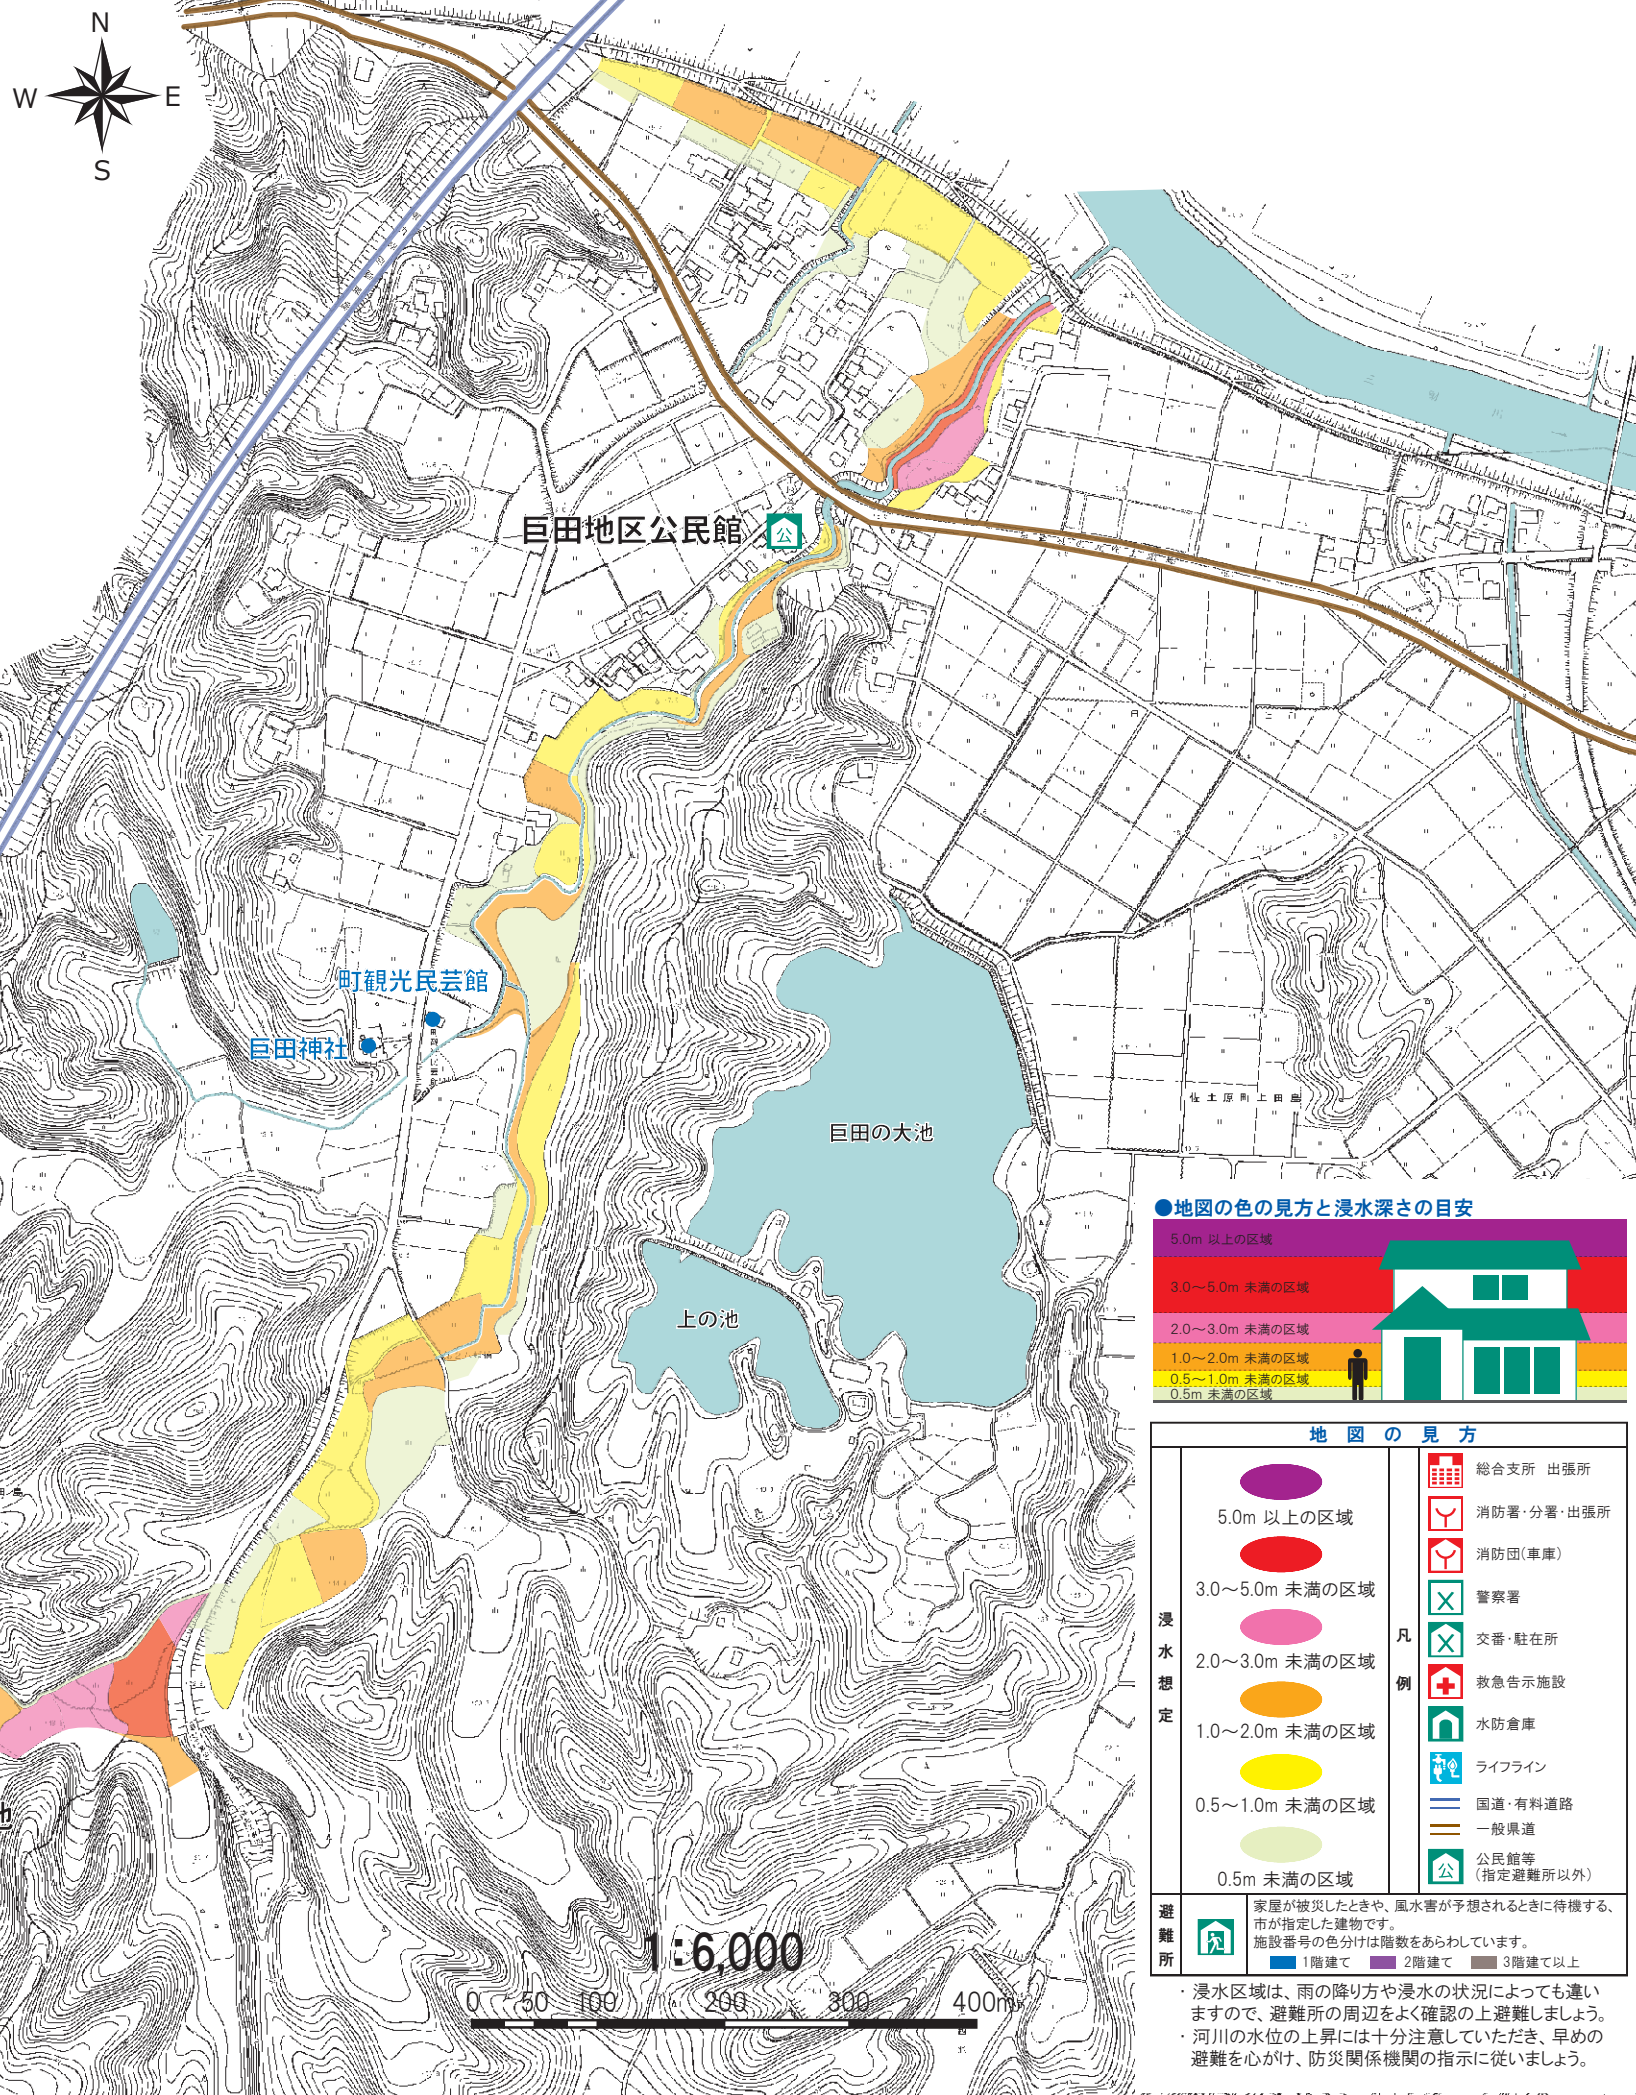 N
W
E
S
巨田地区公民館
公
町観光民芸館
巨田神社
巨田の大池
上の池
佐土原町上田島
池
●地図の色の見方と浸水深さの目安
5.0m 以上の区域
3.0〜5.0m 未満の区域
2.0〜3.0m 未満の区域
1.0〜2.0m 未満の区域
0.5〜1.0m 未満の区域
0.5m 未満の区域
地図の見方
浸水想定
5.0m 以上の区域
3.0〜5.0m 未満の区域
2.0〜3.0m 未満の区域
1.0〜2.0m 未満の区域
0.5〜1.0m 未満の区域
0.5m 未満の区域
凡例
総合支所 出張所
消防署・分署・出張所
消防団(車庫)
警察署
交番・駐在所
救急告示施設
水防倉庫
ライフライン
国道・有料道路
一般県道
公
公民館等
(指定避難所以外)
避難所
家屋が被災したときや、風水害が予想されるときに待機する、
市が指定した建物です。
施設番号の色分けは階数をあらわしています。
1階建て 2階建て 3階建て以上
・浸水区域は、雨の降り方や浸水の状況によっても違い
ますので、避難所の周辺をよく確認の上避難しましょう。
・河川の水位の上昇には十分注意していただき、早めの
避難を心がけ、防災関係機関の指示に従いましょう。
1:6,000
0 50 100 200 300 400m